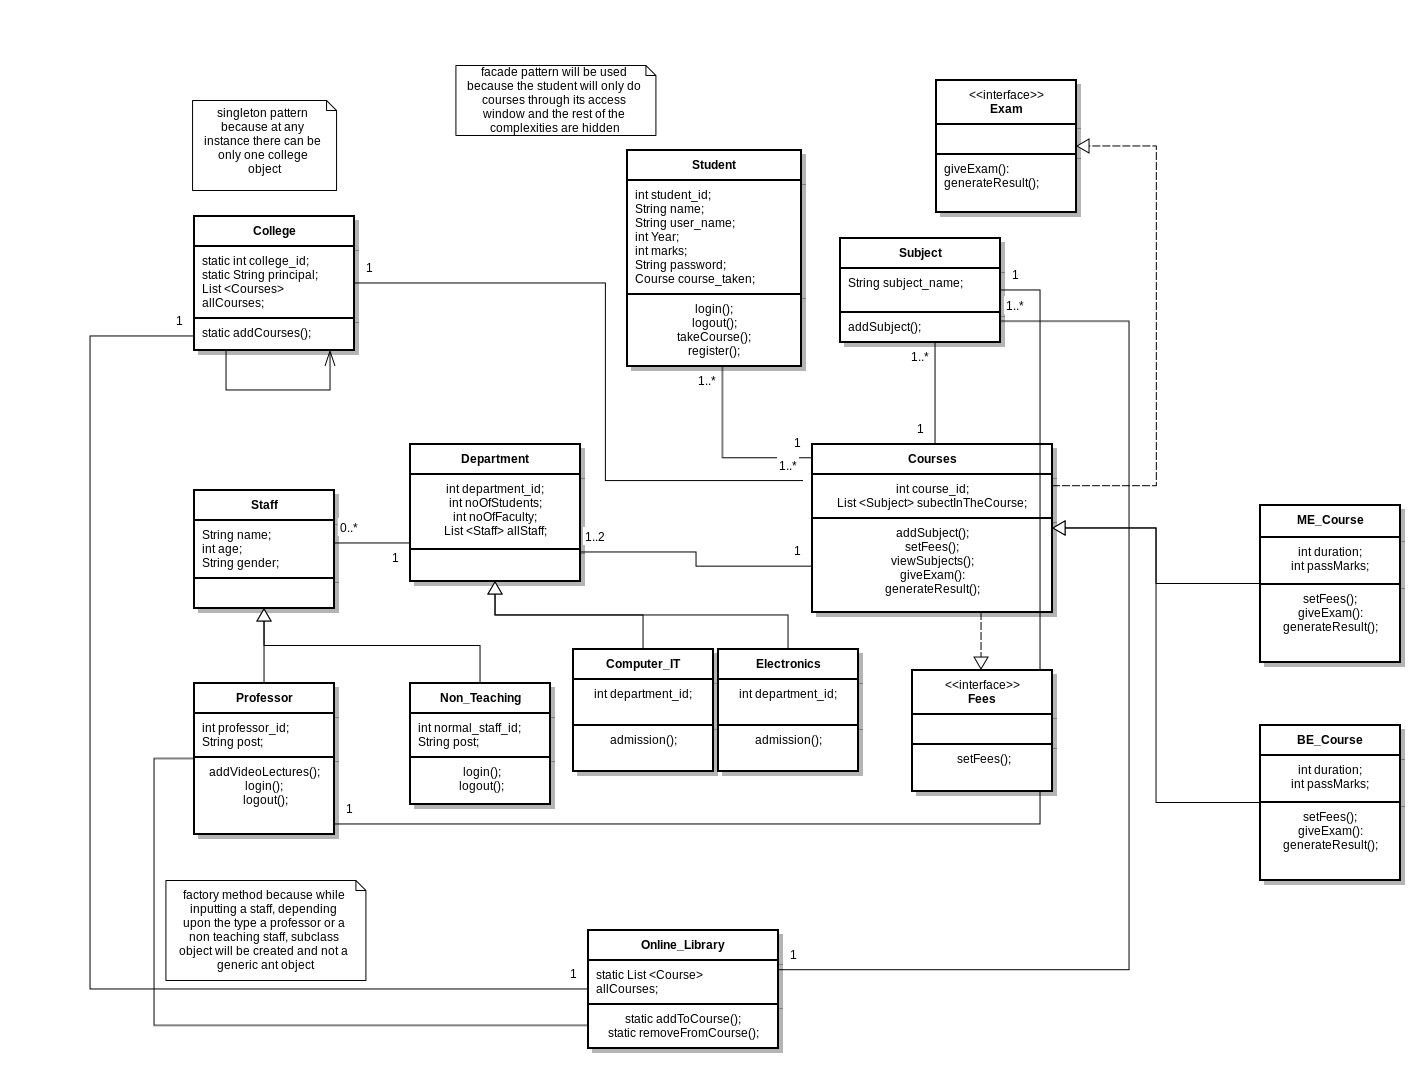 facade pattern will be used
because the student will only do
courses through its access
window and the rest of the
complexities are hidden
singleton pattern
because at any
instance there can be
only one college
object
<<interface>>
Exam
giveExam():
generateResult();
Student
int student_id;
String name;
String user_name;
int Year;
int marks;
String password;
Course course_taken;
login();
logout();
takeCourse();
register();
College
static int college_id;
static String principal;
List <Courses>
allCourses;
static addCourses();
1
1
Subject
String subject_name;
addSubject();
1
1..*
1..*
1..*
1
1
1..*
Department
int department_id;
int noOfStudents;
int noOfFaculty;
List <Staff> allStaff;
Courses
int course_id;
List <Subject> subectInTheCourse;
addSubject();
setFees();
viewSubjects();
giveExam():
generateResult();
Staff
String name;
int age;
String gender;
0..*
1
1..2
1
ME_Course
int duration;
int passMarks;
setFees();
giveExam():
generateResult();
Professor
int professor_id;
String post;
addVideoLectures();
login();
logout();
Non_Teaching
int normal_staff_id;
String post;
login();
logout();
Computer_IT
int department_id;
admission();
Electronics
int department_id;
admission();
<<interface>>
Fees
setFees();
BE_Course
int duration;
int passMarks;
setFees();
giveExam():
generateResult();
1
factory method because while
inputting a staff, depending
upon the type a professor or a
non teaching staff, subclass
object will be created and not a
generic ant object
Online_Library
static List <Course>
allCourses;
static addToCourse();
static removeFromCourse();
1
1